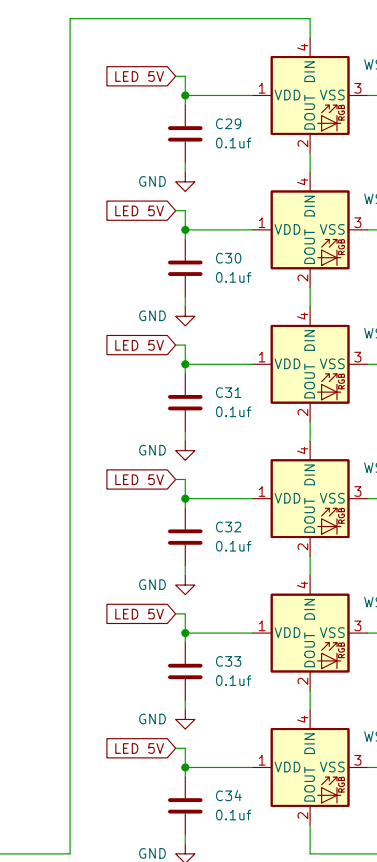 4
LED 5V
DIN
WS
1
VDD
VSS
3
C29
DOUT
RGB
0.1uf
2
GND
4
LED 5V
DIN
WS
1
VDD
VSS
3
C30
DOUT
RGB
0.1uf
2
GND
4
LED 5V
DIN
WS
1
VDD
VSS
3
C31
DOUT
RGB
0.1uf
2
GND
4
LED 5V
DIN
WS
1
VDD
VSS
3
C32
DOUT
RGB
0.1uf
2
GND
4
LED 5V
DIN
WS
1
VDD
VSS
3
C33
DOUT
RGB
0.1uf
2
GND
4
LED 5V
DIN
WS
1
VDD
VSS
3
C34
DOUT
RGB
0.1uf
2
GND